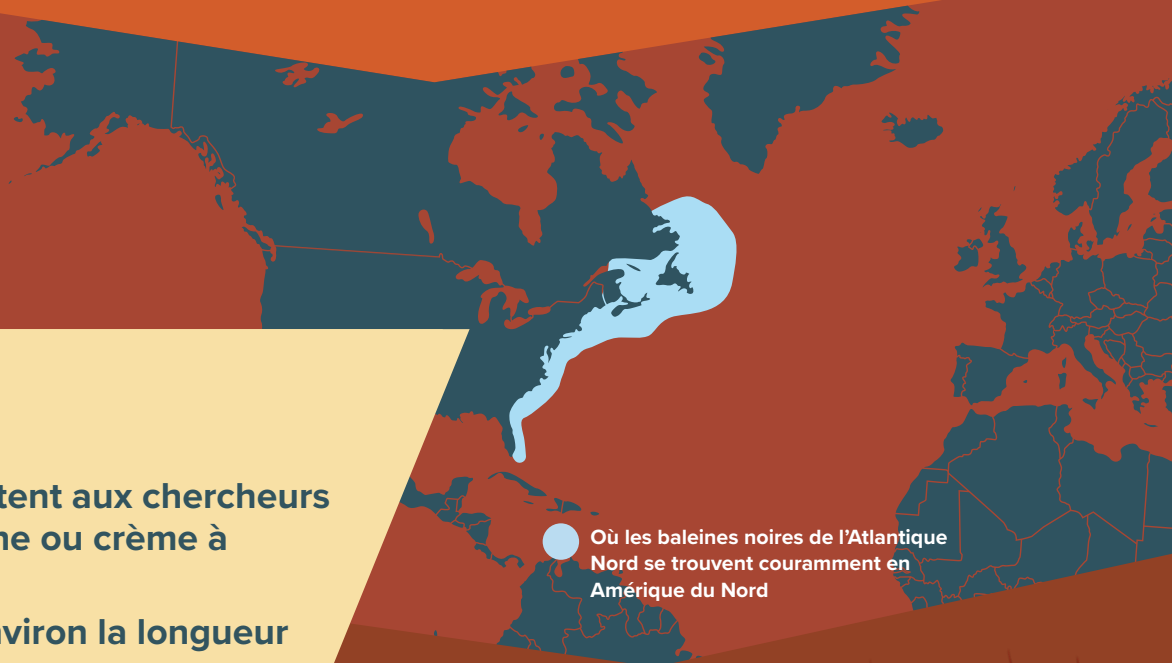 tent aux chercheurs
ne ou crème à
nviron la longueur
Où les baleines noires de l’Atlantique
Nord se trouvent couramment en
Amérique du Nord